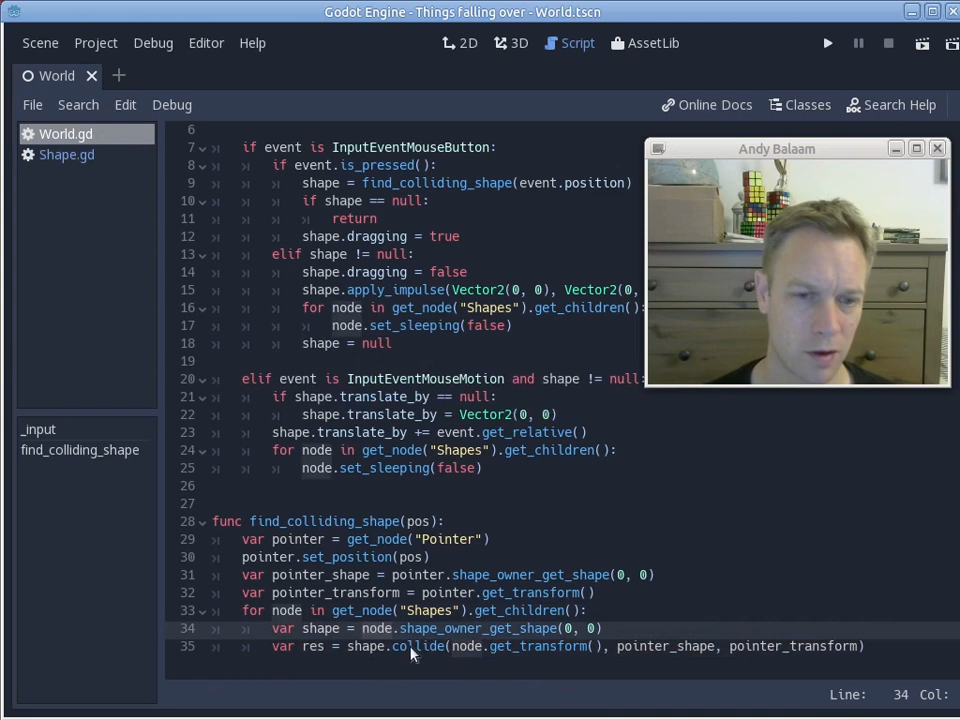 Godot Engine - Things falling over - World.tscn
Scene Project Debug Editor Help 2D 3D Script AssetLib
World
File Search Edit Debug Online Docs Classes Search Help
World.gd
Shape.gd
_input
find_colliding_shape
6
7 if event is InputEventMouseButton:
8 if event.is_pressed():
9 shape = find_colliding_shape(event.position)
10 if shape == null:
11 return
12 shape.dragging = true
13 elif shape != null:
14 shape.dragging = false
15 shape.apply_impulse(Vector2(0, 0), Vector2(0,
16 for node in get_node("Shapes").get_children():
17 node.set_sleeping(false)
18 shape = null
19
20 elif event is InputEventMouseMotion and shape != null:
21 if shape.translate_by == null:
22 shape.translate_by = Vector2(0, 0)
23 shape.translate_by += event.get_relative()
24 for node in get_node("Shapes").get_children():
25 node.set_sleeping(false)
26
27
28 func find_colliding_shape(pos):
29 var pointer = get_node("Pointer")
30 pointer.set_position(pos)
31 var pointer_shape = pointer.shape_owner_get_shape(0, 0)
32 var pointer_transform = pointer.get_transform()
33 for node in get_node("Shapes").get_children():
34 var shape = node.shape_owner_get_shape(0, 0)
35 var res = shape.collide(node.get_transform(), pointer_shape, pointer_transform)
Andy Balaam
Line: 34 Col: